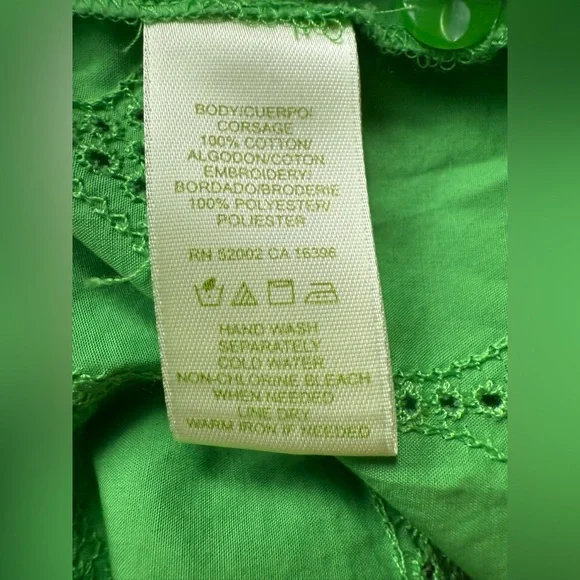 BODY/CUERPO/
CORSAGE
100% COTTON/
ALGODON/COTON
EMBROIDERY/
BORDADO/BRODERIE
100% POLYESTER/
POLIESTER
RN 52002 CA 16396
HAND WASH
SEPARATELY
COLD WATER
NON-CHLORINE BLEACH
WHEN NEEDED
LINE DRY
WARM IRON IF NEEDED